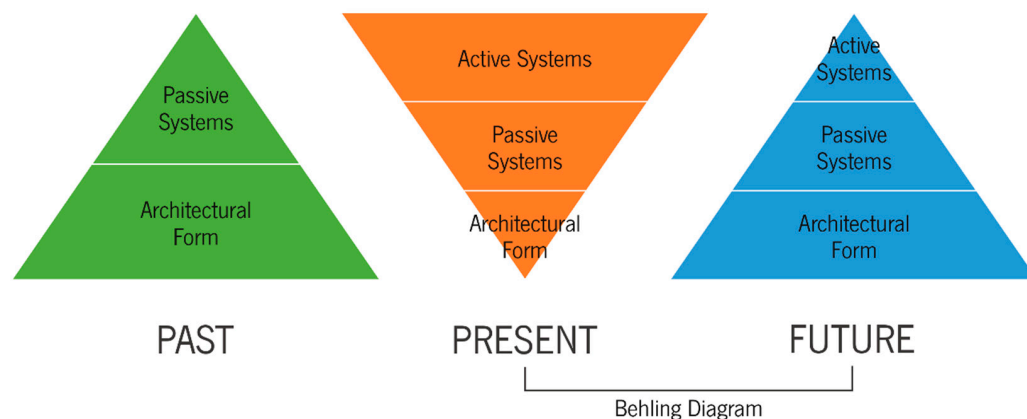 Passive
Systems
Architectural
Form
PAST
Active Systems
Passive
Systems
Architectural
Form
PRESENT
Active
Systems
Passive
Systems
Architectural
Form
FUTURE
Behling Diagram